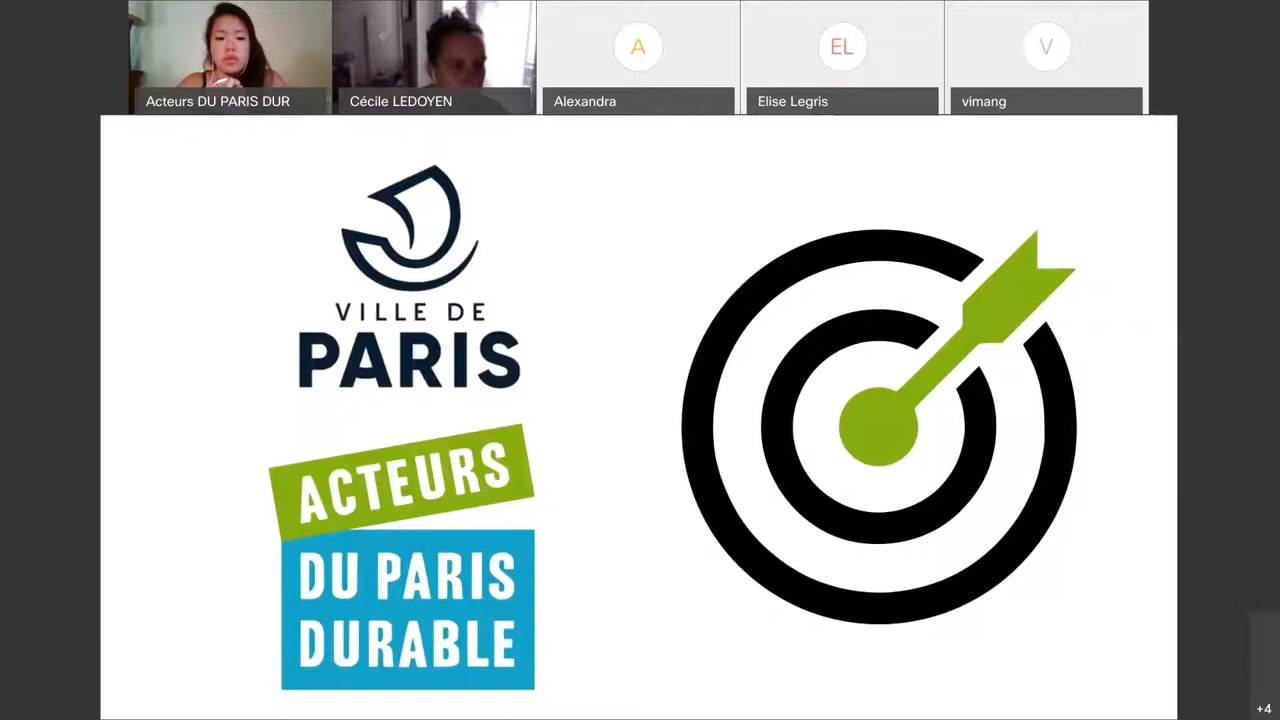 A
EL
V
Acteurs DU PARIS DUR
Cécile LEDOYEN
Alexandra
Elise Legris
vimang
VILLE DE
PARIS
ACTEURS
DU PARIS
DURABLE
+4